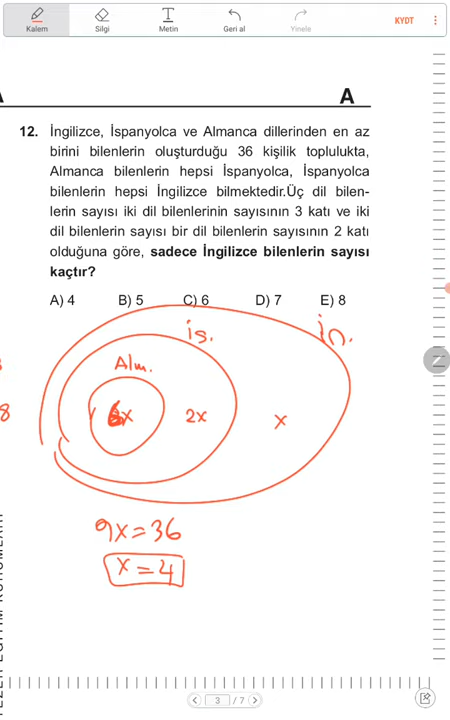 Kalem Silgi Metin Geri al Yinele KYDT
A
12. İngilizce, İspanyolca ve Almanca dillerinden en az
birini bilenlerin oluşturduğu 36 kişilik toplulukta,
Almanca bilenlerin hepsi İspanyolca, İspanyolca
bilenlerin hepsi İngilizce bilmektedir.Üç dil bilen-
lerin sayısı iki dil bilenlerinin sayısının 3 katı ve iki
dil bilenlerin sayısı bir dil bilenlerin sayısının 2 katı
olduğuna göre, sadece İngilizce bilenlerin sayısı
kaçtır?
A) 4 B) 5 C) 6 D) 7 E) 8
is. in.
Alm.
8 6x 2x x
9x=36
x=4
3 / 7